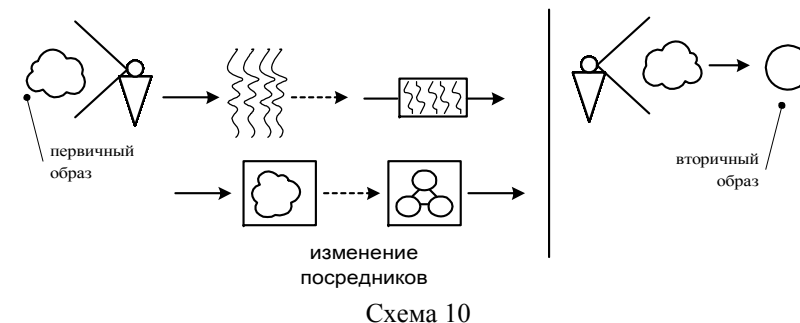 первичный
образ
вторичный
образ
изменение
посредников
Схема 10